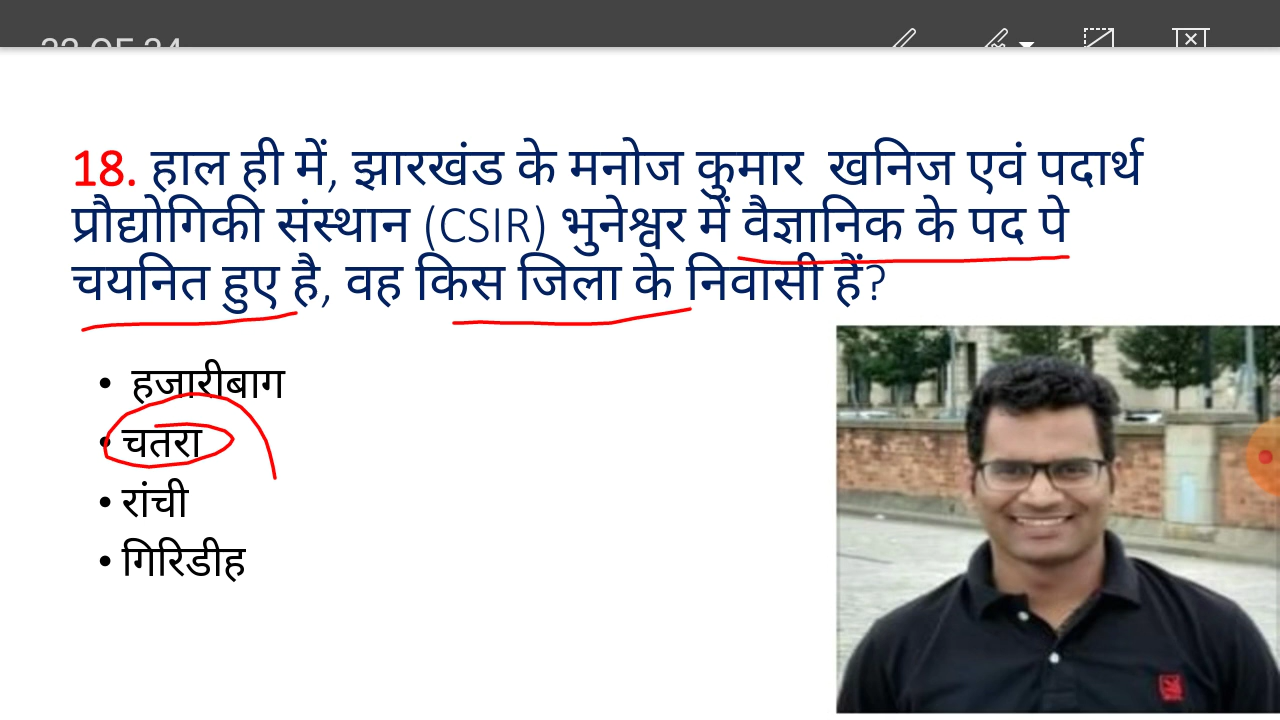 18. हाल ही में, झारखंड के मनोज कुमार खनिज एवं पदार्थ
प्रौद्योगिकी संस्थान (CSIR) भुनेश्वर में वैज्ञानिक के पद पे
चयनित हुए है, वह किस जिला के निवासी हैं?
• हजारीबाग
• चतरा
• रांची
• गिरिडीह